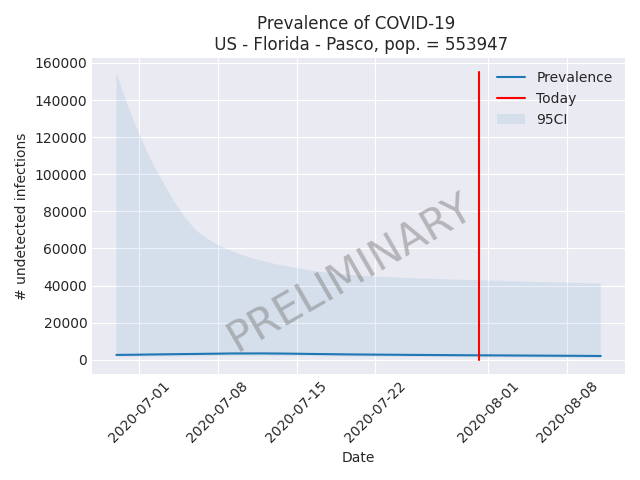 Prevalence of COVID-19
US - Florida - Pasco, pop. = 553947
160000
140000
120000
100000
80000
60000
40000
20000
0
# undetected infections
Prevalence
Today
95CI
PRELIMINARY
2020-07-01
2020-07-08
2020-07-15
2020-07-22
2020-08-01
2020-08-08
Date